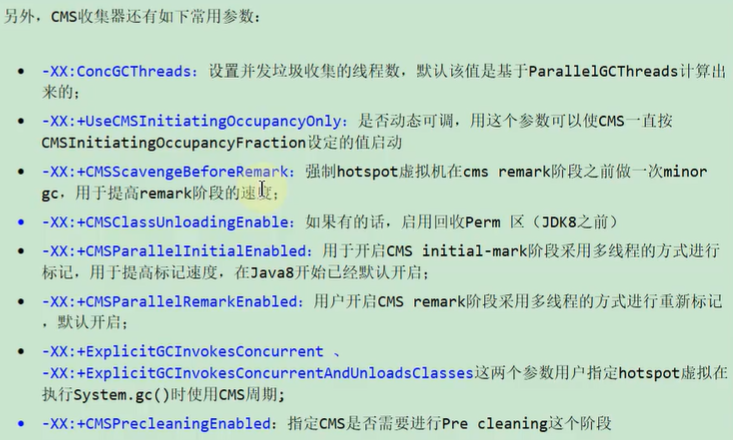 另外，CMS收集器还有如下常用参数：
• -XX:ConcGCThreads：设置并发垃圾收集的线程数，默认该值是基于ParallelGCThreads计算出
来的；
• -XX:+UseCMSInitiatingOccupancyOnly：是否动态可调，用这个参数可以使CMS一直按
CMSInitiatingOccupancyFraction设定的值启动
• -XX:+CMSScavengeBeforeRemark：强制hotspot虚拟机在cms remark阶段之前做一次minor
gc，用于提高remark阶段的速度；
• -XX:+CMSClassUnloadingEnable：如果有的话，启用回收Perm 区（JDK8之前）
• -XX:+CMSParallelInitialEnabled：用于开启CMS initial-mark阶段采用多线程的方式进行
标记，用于提高标记速度，在Java8开始已经默认开启；
• -XX:+CMSParallelRemarkEnabled：用户开启CMS remark阶段采用多线程的方式进行重新标记
，默认开启；
• -XX:+ExplicitGCInvokesConcurrent 、
-XX:+ExplicitGCInvokesConcurrentAndUnloadsClasses这两个参数用户指定hotspot虚拟在
执行System.gc()时使用CMS周期；
• -XX:+CMSPrecleaningEnabled：指定CMS是否需要进行Pre cleaning这个阶段